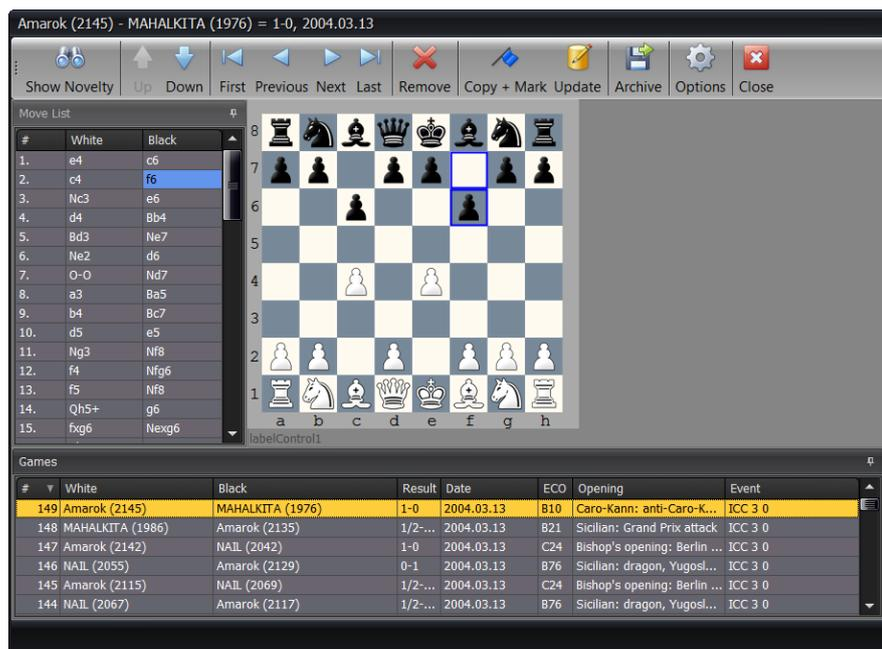 Amarok (2145) - MAHALKITA (1976) = 1-0, 2004.03.13
Show Novelty Up Down First Previous Next Last Remove Copy + Mark Update Archive Options Close
Move List
# White Black
1. e4 c6
2. c4 f6
3. Nc3 e6
4. d4 Bb4
5. Bd3 Ne7
6. Ne2 d6
7. O-O Nd7
8. a3 Ba5
9. b4 Bc7
10. d5 e5
11. Ng3 Nf8
12. f4 Nfg6
13. f5 Nf8
14. Qh5+ g6
15. fxg6 Nexg6
8
7
6
5
4
3
2
1
a b c d e f g h
labelControl1
Games
# White Black Result Date ECO Opening Event
149 Amarok (2145) MAHALKITA (1976) 1-0 2004.03.13 B10 Caro-Kann: anti-Caro-K... ICC 3 0
148 MAHALKITA (1986) Amarok (2135) 1/2-... 2004.03.13 B21 Sicilian: Grand Prix attack ICC 3 0
147 Amarok (2142) NAIL (2042) 1-0 2004.03.13 C24 Bishop's opening: Berlin ... ICC 3 0
146 NAIL (2055) Amarok (2129) 0-1 2004.03.13 B76 Sicilian: dragon, Yugosl... ICC 3 0
145 Amarok (2115) NAIL (2069) 1/2-... 2004.03.13 C24 Bishop's opening: Berlin ... ICC 3 0
144 NAIL (2067) Amarok (2117) 1/2-... 2004.03.13 B76 Sicilian: dragon, Yugosl... ICC 3 0